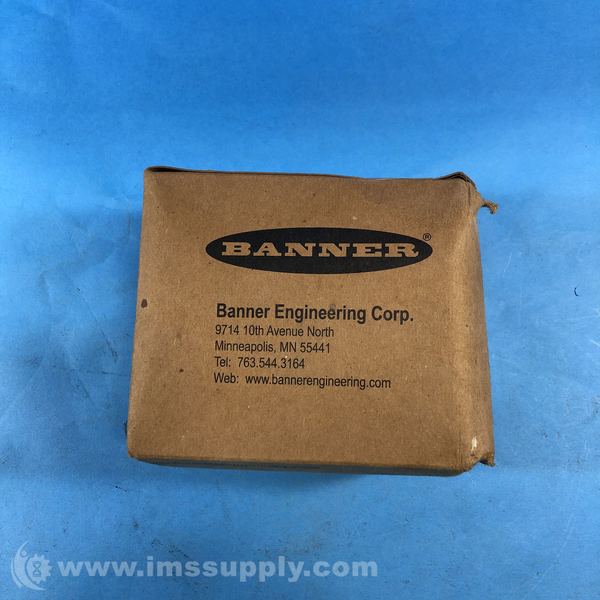 BANNER®
Banner Engineering Corp.
9714 10th Avenue North
Minneapolis, MN 55441
Tel: 763.544.3164
Web: www.bannerengineering.com
www.imssupply.com